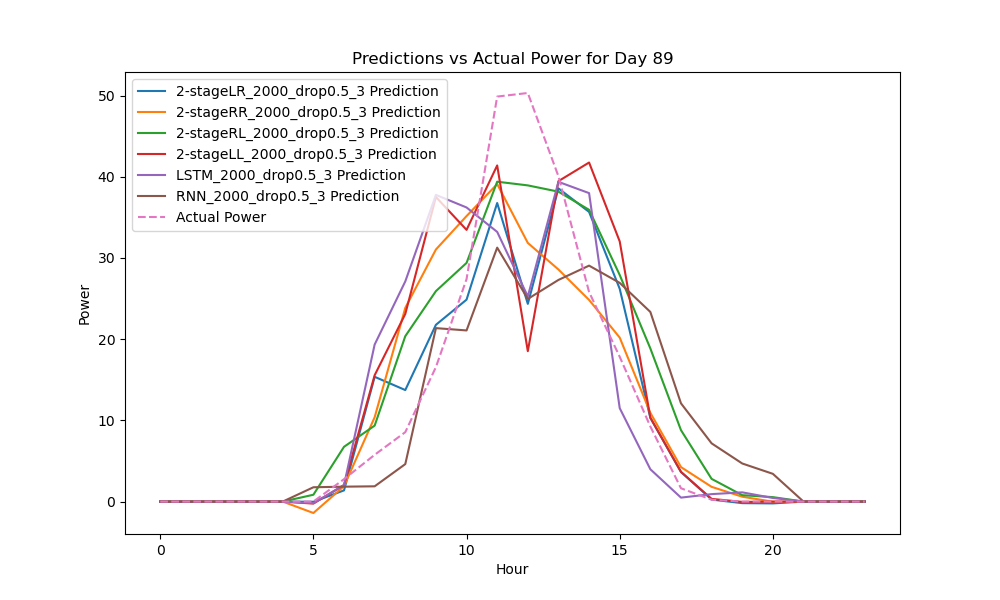 Predictions vs Actual Power for Day 89
2-stageLR_2000_drop0.5_3 Prediction
2-stageRR_2000_drop0.5_3 Prediction
2-stageRL_2000_drop0.5_3 Prediction
2-stageLL_2000_drop0.5_3 Prediction
LSTM_2000_drop0.5_3 Prediction
RNN_2000_drop0.5_3 Prediction
Actual Power
50
40
30
20
10
0
Power
0 5 10 15 20
Hour